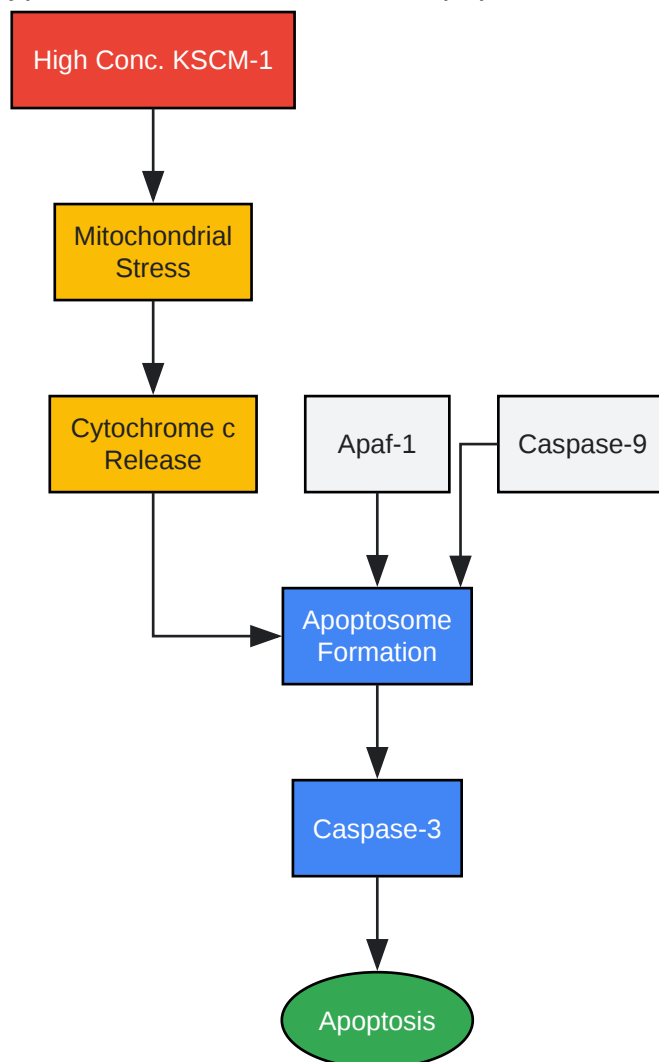 High Conc. KSCM-1
Mitochondrial
Stress
Cytochrome c
Release
Apaf-1
Caspase-9
Apoptosome
Formation
Caspase-3
Apoptosis